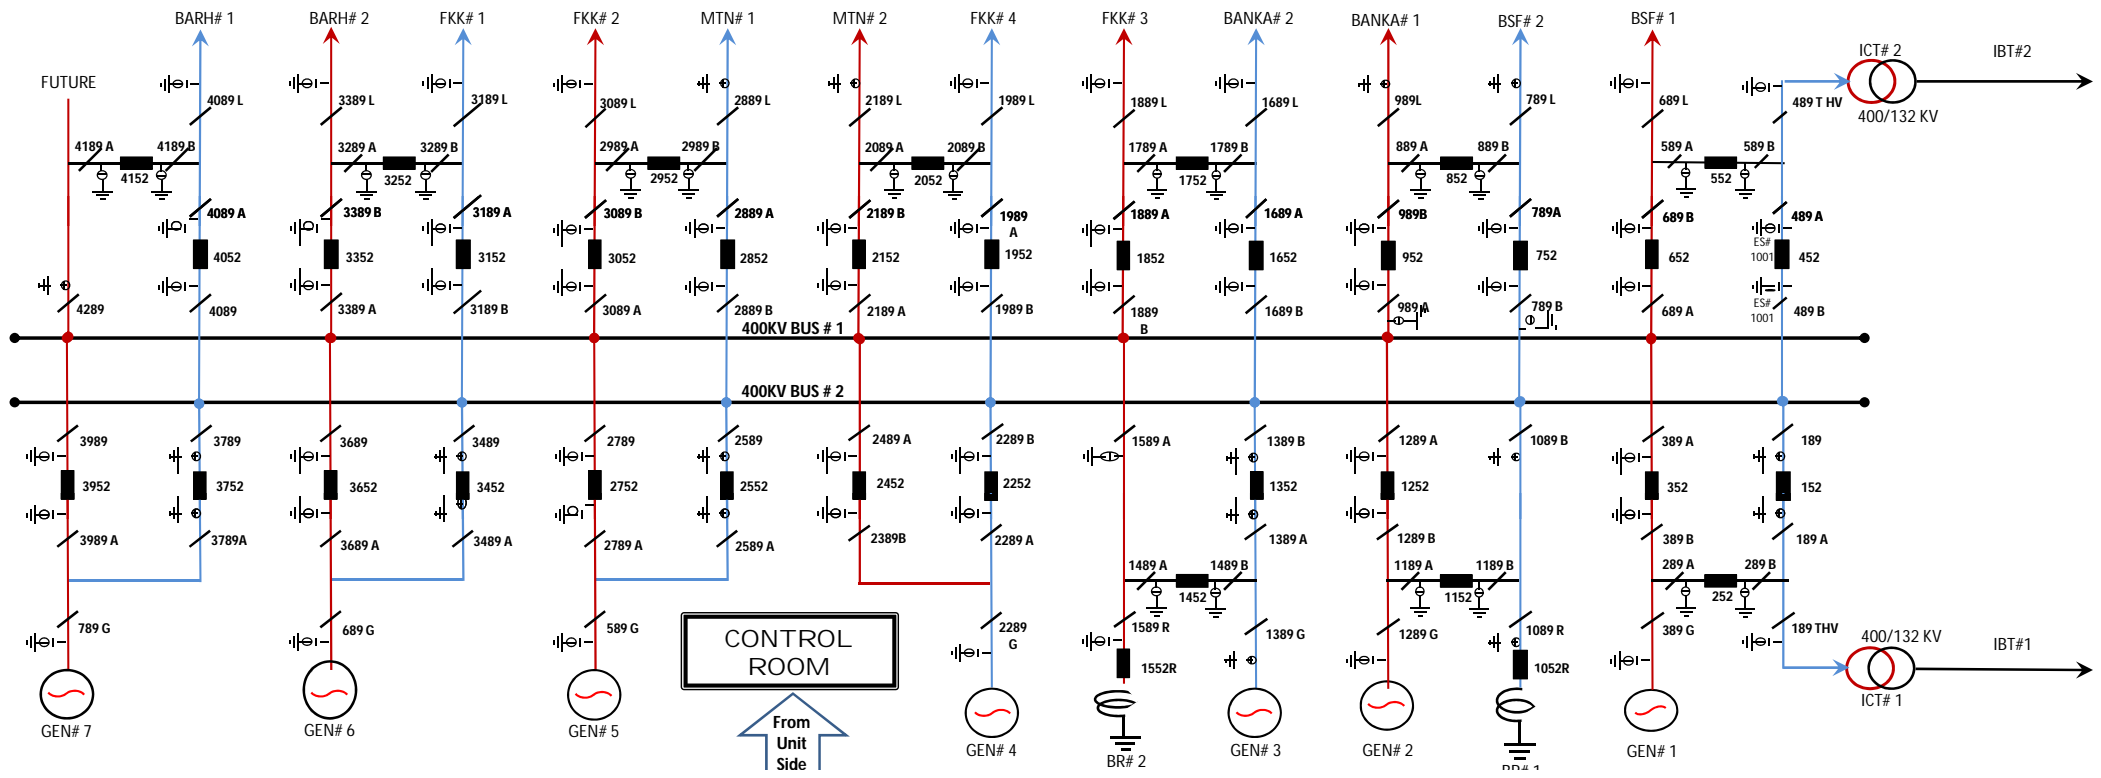 BARH# 1
BARH# 2
FKK# 1
FKK# 2
MTN# 1
MTN# 2
FKK# 4
FKK# 3
BANKA# 2
BANKA# 1
BSF# 2
BSF# 1
ICT# 2
IBT#2
FUTURE
4089 L
3389 L
3189 L
3089 L
2889 L
2189 L
1989 L
1889 L
1689 L
989L
789 L
689 L
489 T HV
400/132 KV
4189 A
4189 B
3289 A
3289 B
2989 A
2989 B
2089 A
2089 B
1789 A
1789 B
889 A
889 B
589 A
589 B
4152
3252
2952
2052
1752
852
552
4089 A
3389 B
3189 A
3089 B
2889 A
2189 B
1989
A
1889 A
1689 A
989B
789A
689 B
489 A
4052
3352
3152
3052
2852
2152
1952
1852
1652
952
752
652
ES#
1001
452
4289
4089
3389 A
3189 B
3089 A
2889 B
2189 A
1989 B
1889
B
1689 B
989 A
789 B
689 A
ES#
1001
489 B
400KV BUS # 1
400KV BUS # 2
3989
3789
3689
3489
2789
2589
2489 A
2289 B
1589 A
1389 B
1289 A
1089 B
389 A
189
3952
3752
3652
3452
2752
2552
2452
2252
1352
1252
352
152
3989 A
3789A
3689 A
3489 A
2789 A
2589 A
2389B
2289 A
1389 A
1289 B
389 B
189 A
1489 A
1489 B
1189 A
1189 B
289 A
289 B
1452
1152
252
789 G
689 G
589 G
2289
G
1589 R
1389 G
1289 G
1089 R
389 G
189 THV
400/132 KV
IBT#1
CONTROL
ROOM
1552R
1052R
ICT# 1
From
Unit
Side
GEN# 7
GEN# 6
GEN# 5
GEN# 4
BR# 2
GEN# 3
GEN# 2
BR# 1
GEN# 1